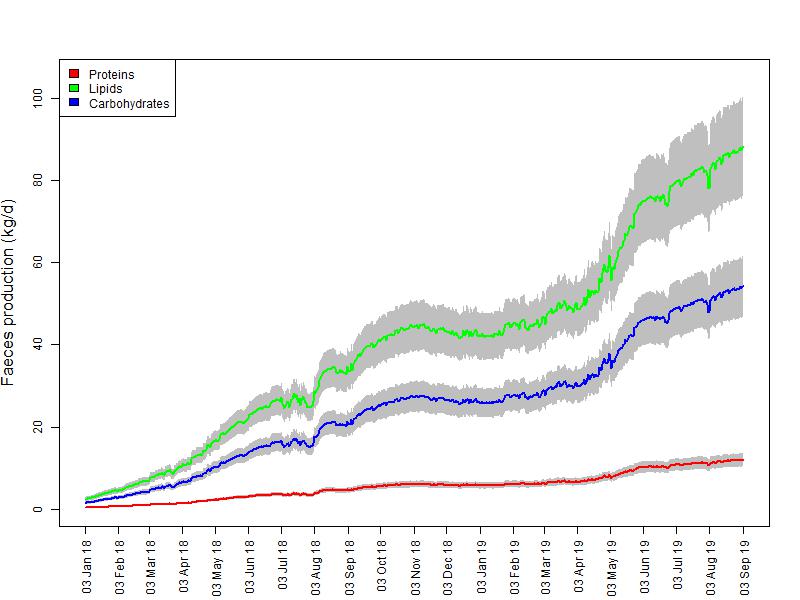 Proteins
Lipids
Carbohydrates
Faeces production (kg/d)
100
80
60
40
20
0
03 Jan 18
03 Feb 18
03 Mar 18
03 Apr 18
03 May 18
03 Jun 18
03 Jul 18
03 Aug 18
03 Sep 18
03 Oct 18
03 Nov 18
03 Dec 18
03 Jan 19
03 Feb 19
03 Mar 19
03 Apr 19
03 May 19
03 Jun 19
03 Jul 19
03 Aug 19
03 Sep 19